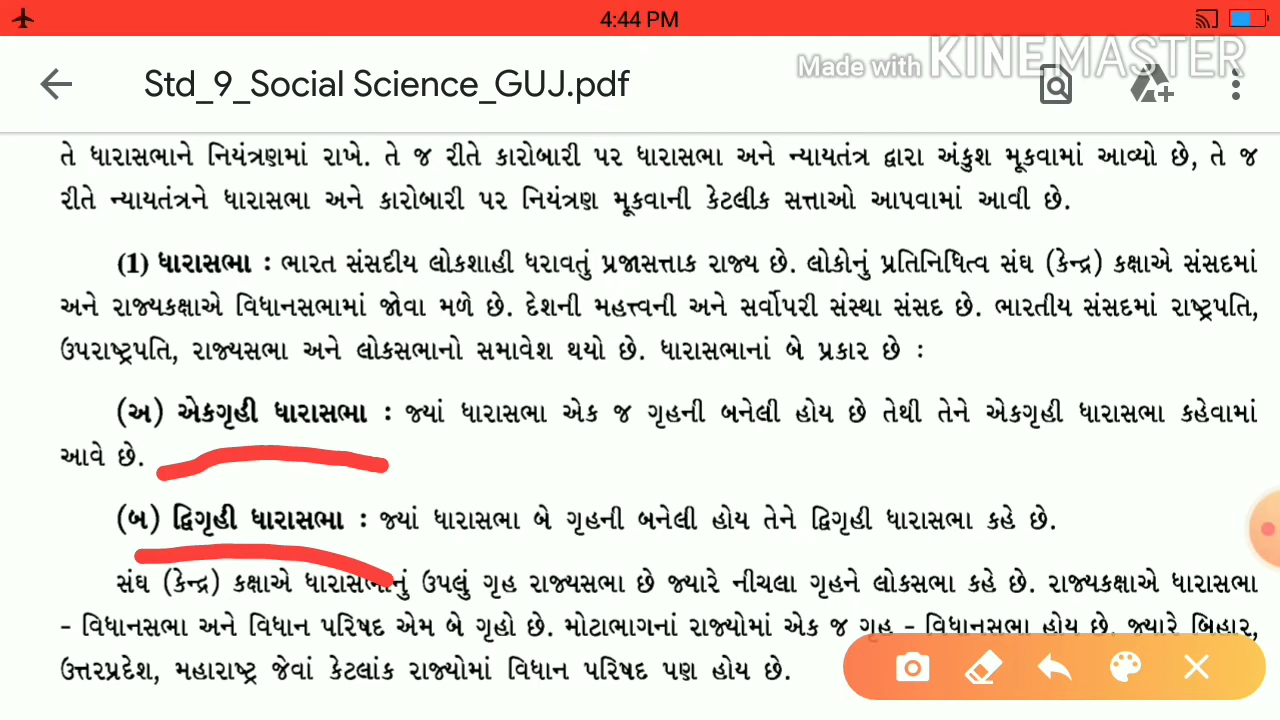 4:44 PM
Made with KINEMASTER
Std_9_Social Science_GUJ.pdf
તે ધારાસભાને નિયંત્રણમાં રાખે. તે જ રીતે કારોબારી પર ધારાસભા અને ન્યાયતંત્ર દ્વારા અંકુશ મૂકવામાં આવ્યો છે, તે જ
રીતે ન્યાયતંત્રને ધારાસભા અને કારોબારી પર નિયંત્રણ મૂકવાની કેટલીક સત્તાઓ આપવામાં આવી છે.
(1) ધારાસભા : ભારત સંસદીય લોકશાહી ધરાવતું પ્રજાસત્તાક રાજ્ય છે. લોકોનું પ્રતિનિધિત્વ સંઘ (કેન્દ્ર) કક્ષાએ સંસદમાં
અને રાજ્યકક્ષાએ વિધાનસભામાં જોવા મળે છે. દેશની મહત્ત્વની અને સર્વોપરી સંસ્થા સંસદ છે. ભારતીય સંસદમાં રાષ્ટ્રપતિ,
ઉપરાષ્ટ્રપતિ, રાજ્યસભા અને લોકસભાનો સમાવેશ થયો છે. ધારાસભાનાં બે પ્રકાર છે :
(અ) એકગૃહી ધારાસભા : જ્યાં ધારાસભા એક જ ગૃહની બનેલી હોય છે તેથી તેને એકગૃહી ધારાસભા કહેવામાં
આવે છે.
(બ) દ્વિગૃહી ધારાસભા : જ્યાં ધારાસભા બે ગૃહની બનેલી હોય તેને દ્વિગૃહી ધારાસભા કહે છે.
સંઘ (કેન્દ્ર) કક્ષાએ ધારાસભાનું ઉપલું ગૃહ રાજ્યસભા છે જ્યારે નીચલા ગૃહને લોકસભા કહે છે. રાજ્યકક્ષાએ ધારાસભા
- વિધાનસભા અને વિધાન પરિષદ એમ બે ગૃહો છે. મોટાભાગનાં રાજ્યોમાં એક જ ગૃહ - વિધાનસભા હોય છે. જ્યારે બિહાર,
ઉત્તરપ્રદેશ, મહારાષ્ટ્ર જેવાં કેટલાંક રાજ્યોમાં વિધાન પરિષદ પણ હોય છે.